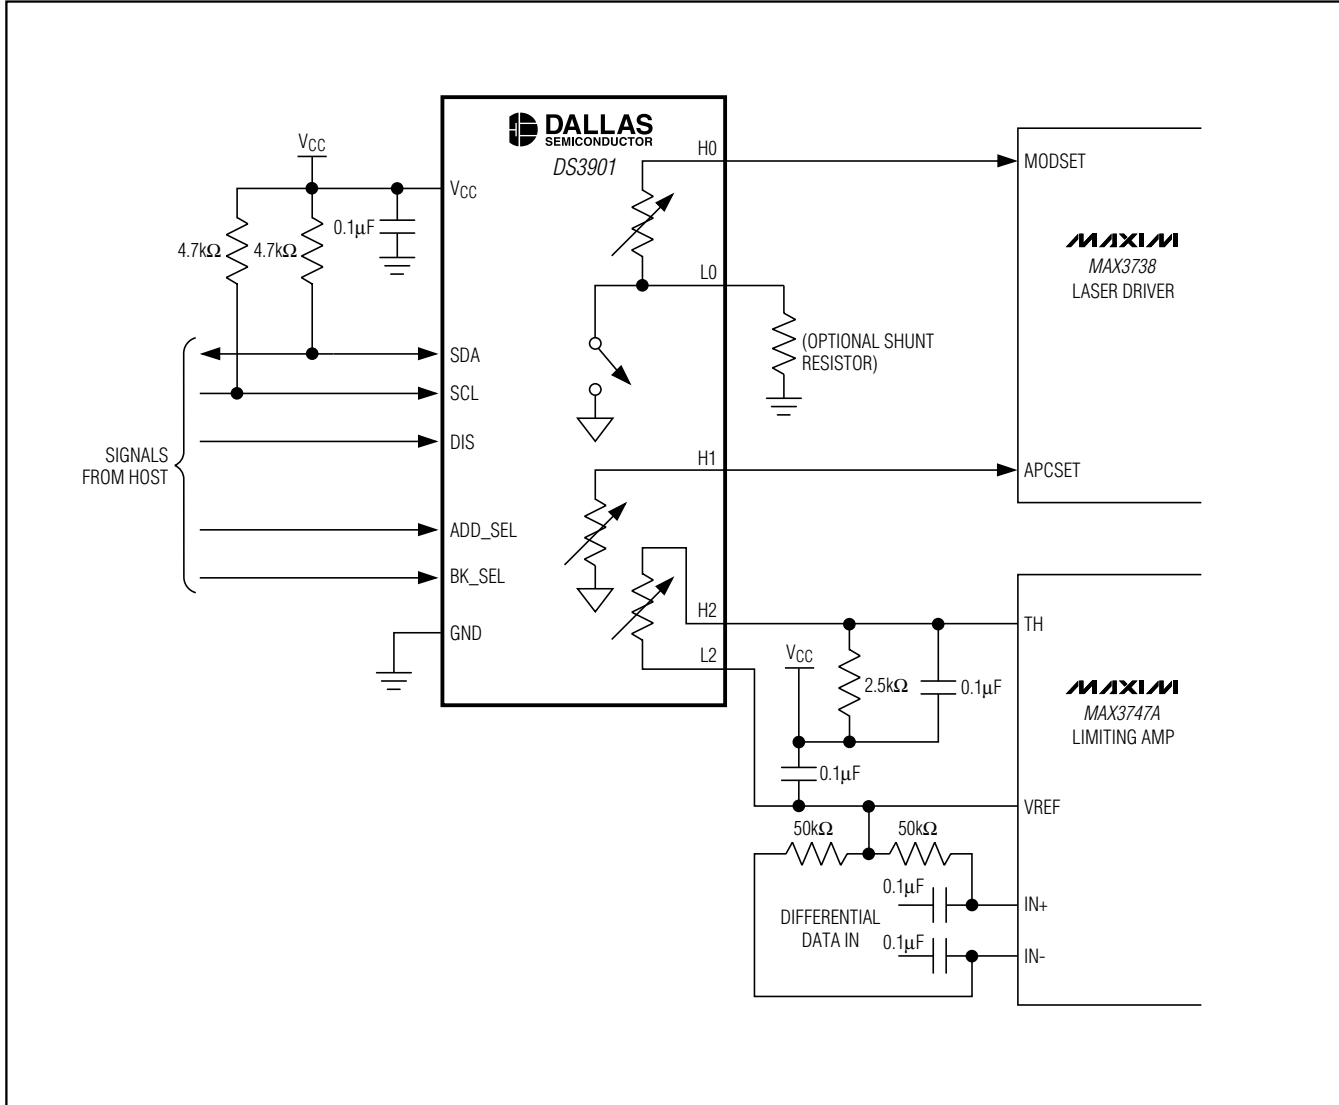 DALLAS
SEMICONDUCTOR
DS3901
VCC
VCC
4.7kΩ
4.7kΩ
0.1µF
SDA
SCL
DIS
ADD_SEL
BK_SEL
GND
SIGNALS
FROM HOST
H0
L0
H1
H2
L2
(OPTIONAL SHUNT
RESISTOR)
MODSET
MAXIM
MAX3738
LASER DRIVER
APCSET
TH
VCC
2.5kΩ
0.1µF
MAXIM
MAX3747A
LIMITING AMP
0.1µF
VREF
50kΩ
50kΩ
0.1µF
IN+
DIFFERENTIAL
DATA IN
0.1µF
IN-